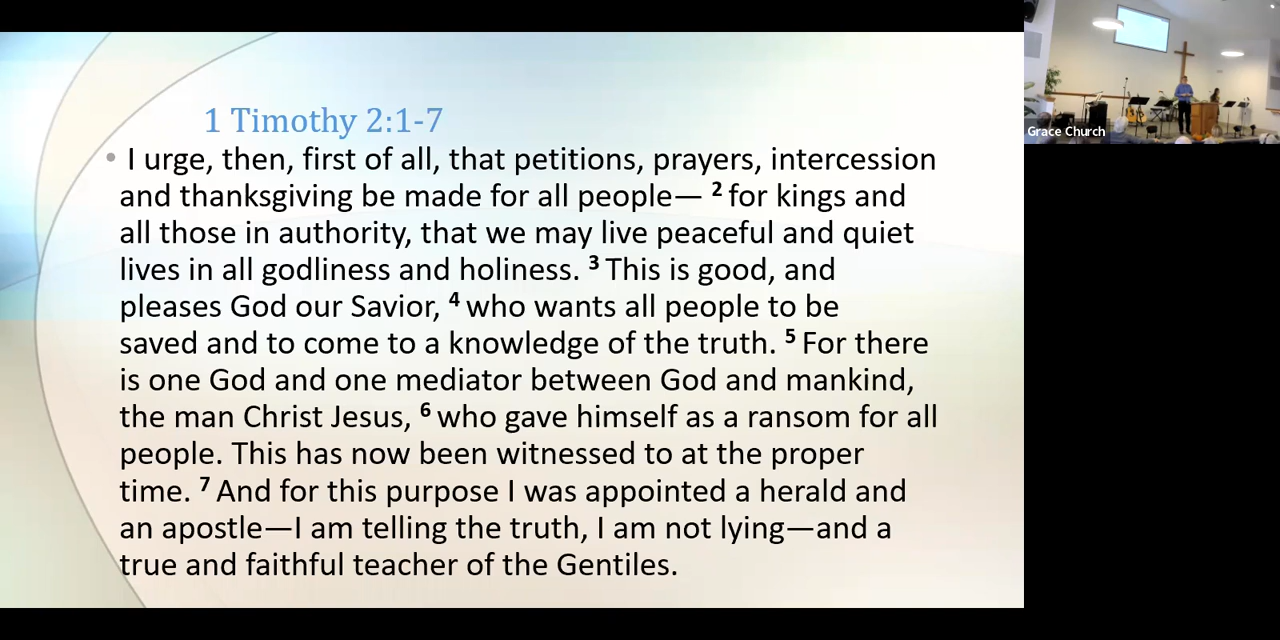 1 Timothy 2:1-7
• I urge, then, first of all, that petitions, prayers, intercession
and thanksgiving be made for all people— 2 for kings and
all those in authority, that we may live peaceful and quiet
lives in all godliness and holiness. 3 This is good, and
pleases God our Savior, 4 who wants all people to be
saved and to come to a knowledge of the truth. 5 For there
is one God and one mediator between God and mankind,
the man Christ Jesus, 6 who gave himself as a ransom for all
people. This has now been witnessed to at the proper
time. 7 And for this purpose I was appointed a herald and
an apostle—I am telling the truth, I am not lying—and a
true and faithful teacher of the Gentiles.
Grace Church